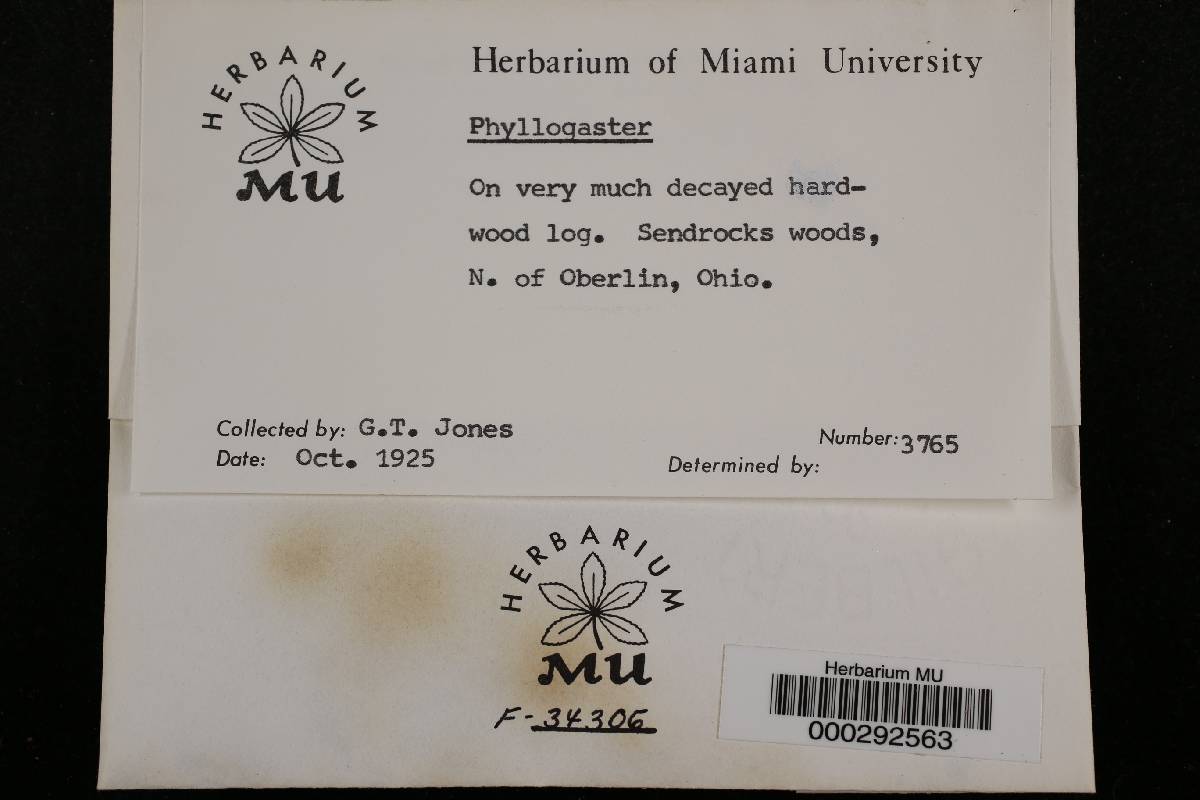 HERBARIUM
MU
Herbarium of Miami University
Phyllogaster
On very much decayed hard-
wood log. Sendrocks woods,
N. of Oberlin, Ohio.
Collected by: G.T. Jones
Date: Oct. 1925
Number: 3765
Determined by:
HERBARIUM
MU
F-34306
Herbarium MU
000292563